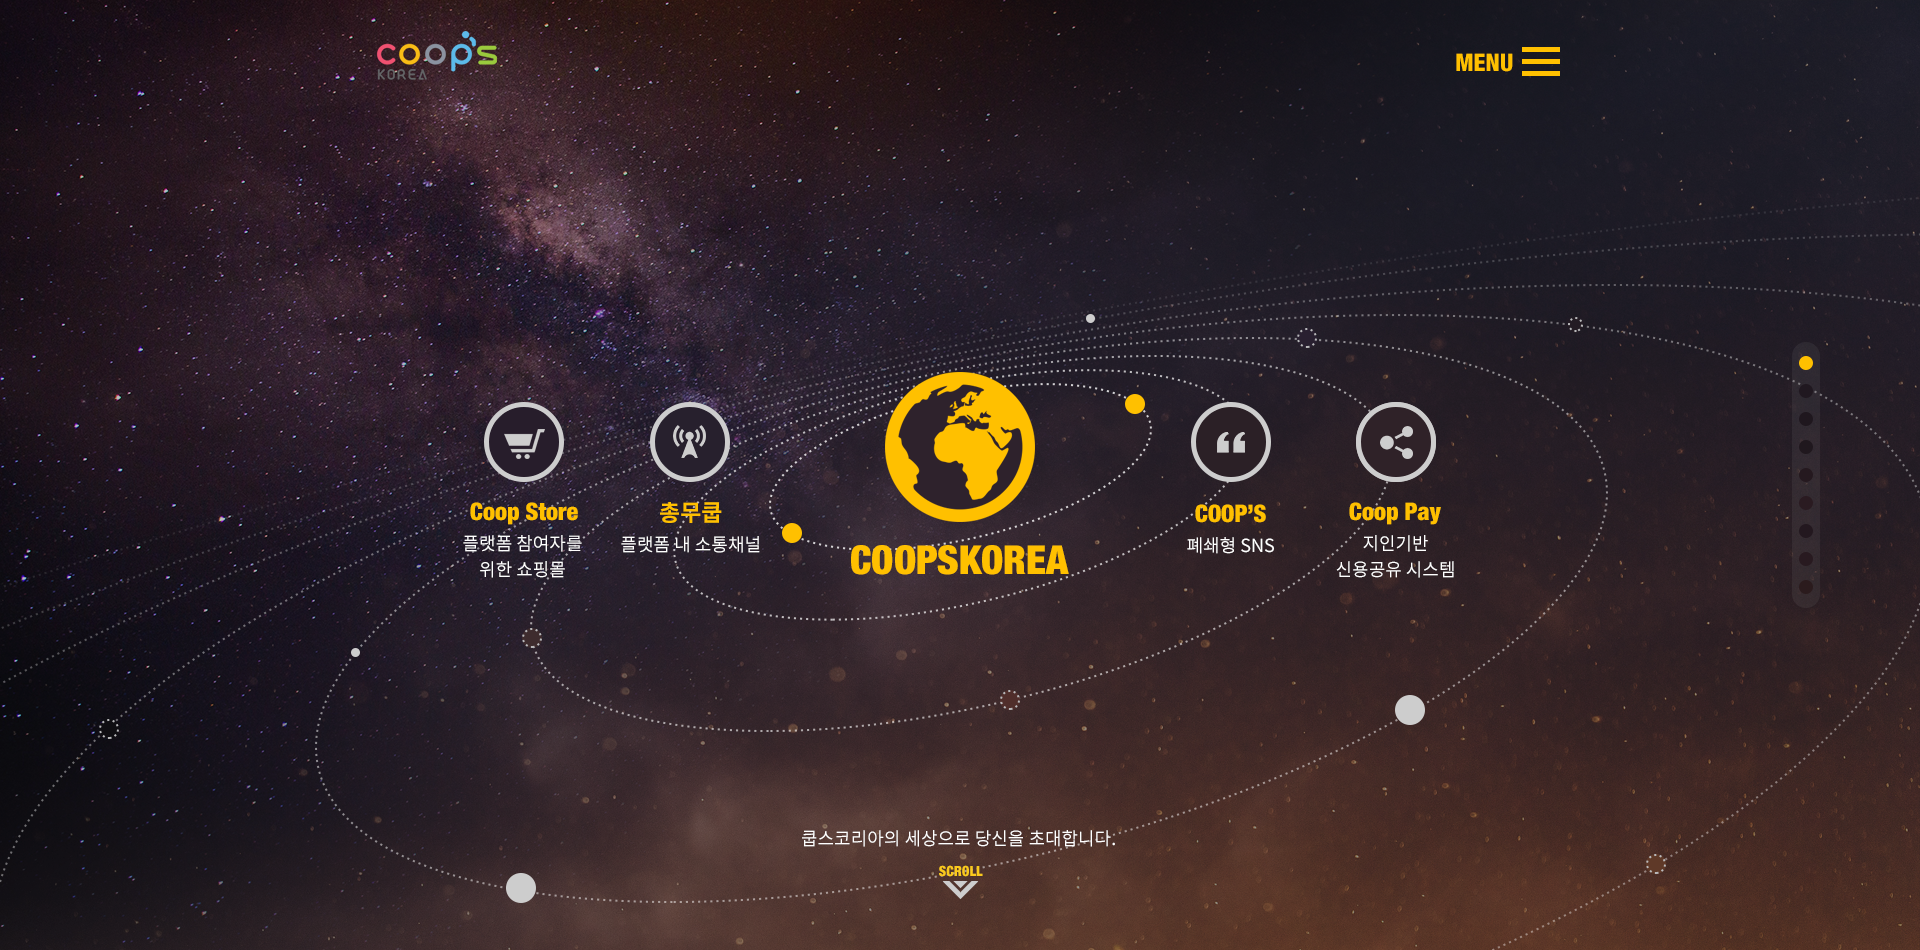 coop's
KOREA
MENU
Coop Store
플랫폼 참여자를
위한 쇼핑몰
총무쿱
플랫폼 내 소통채널
COOPSKOREA
COOP’S
폐쇄형 SNS
Coop Pay
지인기반
신용공유 시스템
쿱스코리아의 세상으로 당신을 초대합니다.
SCROLL